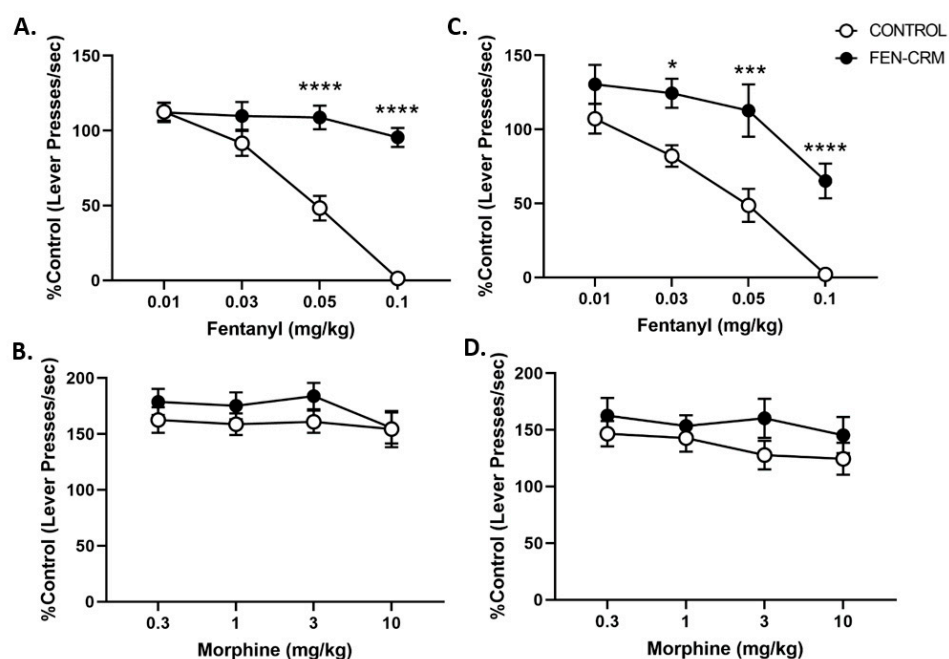 A.
150
100
50
0
%Control (Lever Presses/sec)
****
****
0.01 0.03 0.05 0.1
Fentanyl (mg/kg)
C.
150
100
50
0
%Control (Lever Presses/sec)
*
***
****
0.01 0.03 0.05 0.1
Fentanyl (mg/kg)
CONTROL
FEN-CRM
B.
200
150
100
50
0
%Control (Lever Presses/sec)
0.3 1 3 10
Morphine (mg/kg)
D.
200
150
100
50
0
%Control (Lever Presses/sec)
0.3 1 3 10
Morphine (mg/kg)